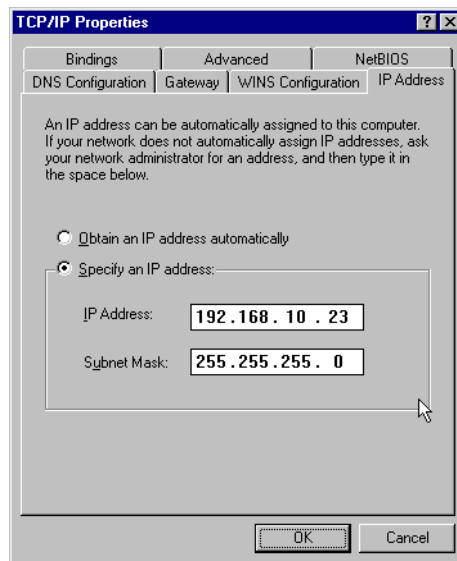 TCP/IP Properties
Bindings Advanced NetBIOS
DNS Configuration Gateway WINS Configuration IP Address
An IP address can be automatically assigned to this computer.
If your network does not automatically assign IP addresses, ask
your network administrator for an address, and then type it in
the space below.
Obtain an IP address automatically
Specify an IP address:
IP Address: 192.168. 10 . 23
Subnet Mask: 255.255.255. 0
OK Cancel